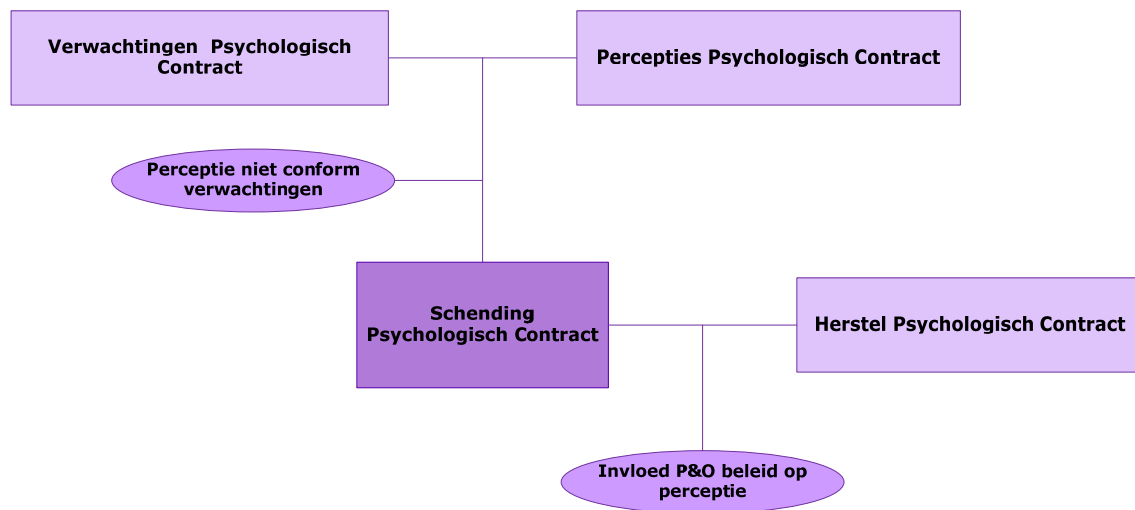 Verwachtingen  Psychologisch
Contract
Percepties Psychologisch Contract
Perceptie niet conform
verwachtingen
Schending
Psychologisch Contract
Herstel Psychologisch Contract
Invloed P&O beleid op
perceptie